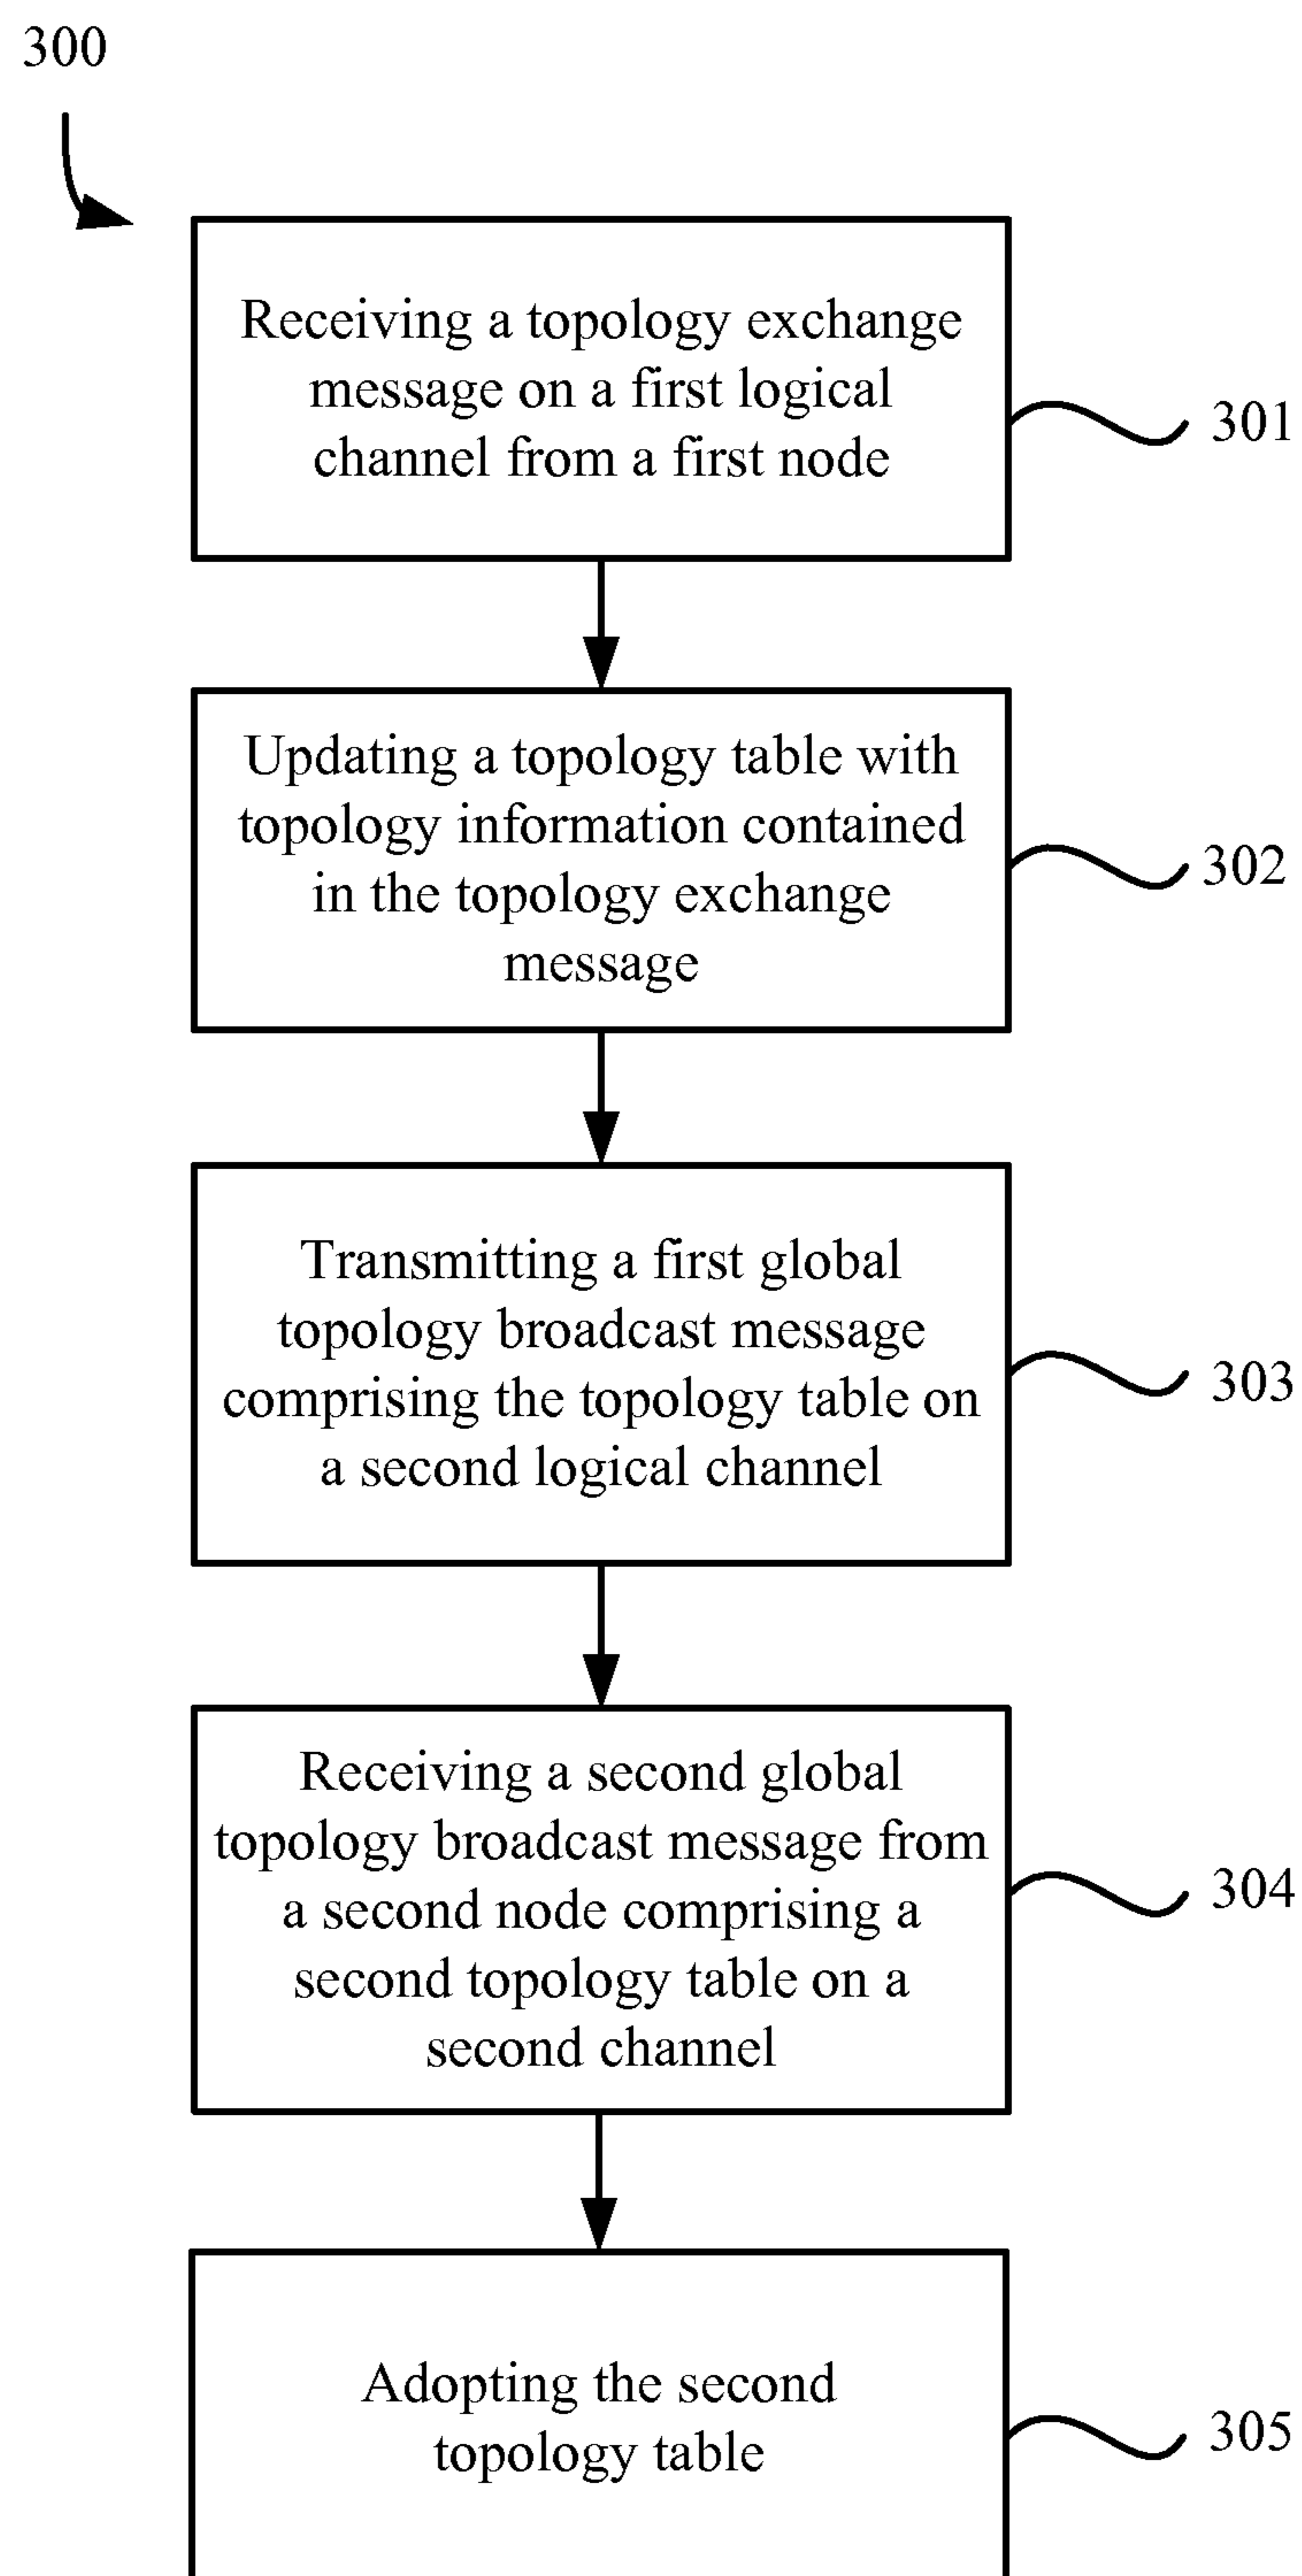 300
Receiving a topology exchange
message on a first logical
channel from a first node
301
Updating a topology table with
topology information contained
in the topology exchange
message
302
Transmitting a first global
topology broadcast message
comprising the topology table on
a second logical channel
303
Receiving a second global
topology broadcast message from
a second node comprising a
second topology table on a
second channel
304
Adopting the second
topology table
305